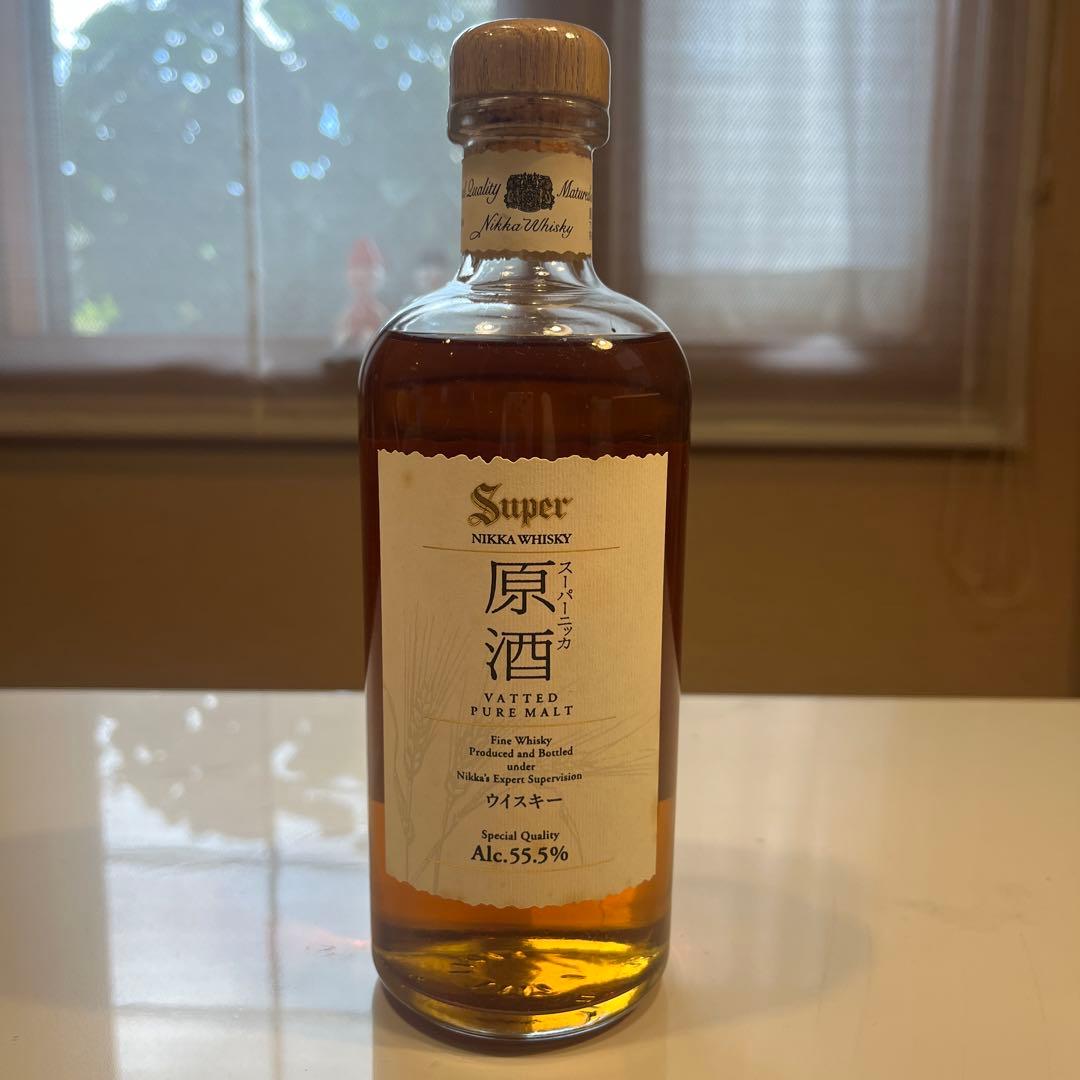 Quality Mature
Nikka Whisky
Super
NIKKA WHISKY
スーパーニッカ
原酒
VATTED
PURE MALT
Fine Whisky
Produced and Bottled
under
Nikka's Expert Supervision
ウイスキー
Special Quality
Alc.55.5%